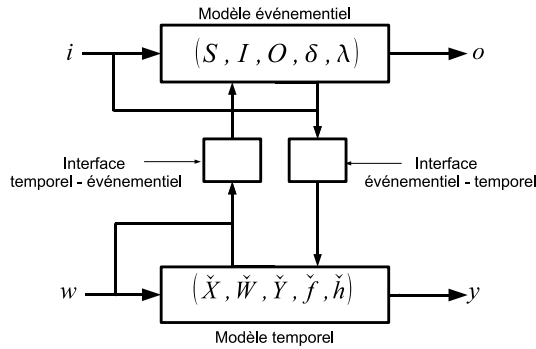 Modèle événementiel
i
(S, I, O, δ, λ)
o
Interface
temporel - événementiel
Interface
événementiel - temporel
w
(X̌, W̌, Y̌, f̌, ȟ)
y
Modèle temporel